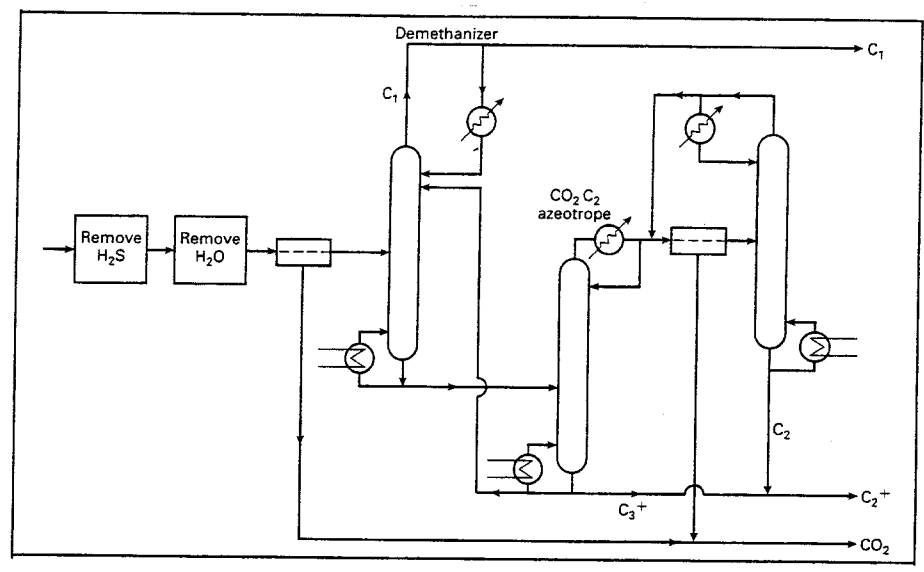 Demethanizer
C₁
C₁
CO₂ C₂
azeotrope
Remove
H₂S
Remove
H₂O
C₂
C₃+
C₂+
CO₂